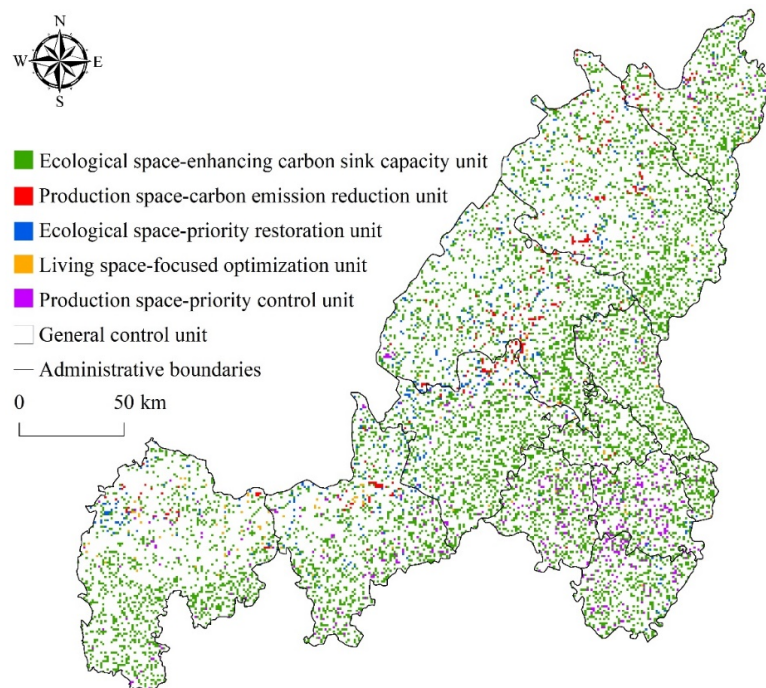 N
W E
S
Ecological space-enhancing carbon sink capacity unit
Production space-carbon emission reduction unit
Ecological space-priority restoration unit
Living space-focused optimization unit
Production space-priority control unit
General control unit
Administrative boundaries
0 50 km